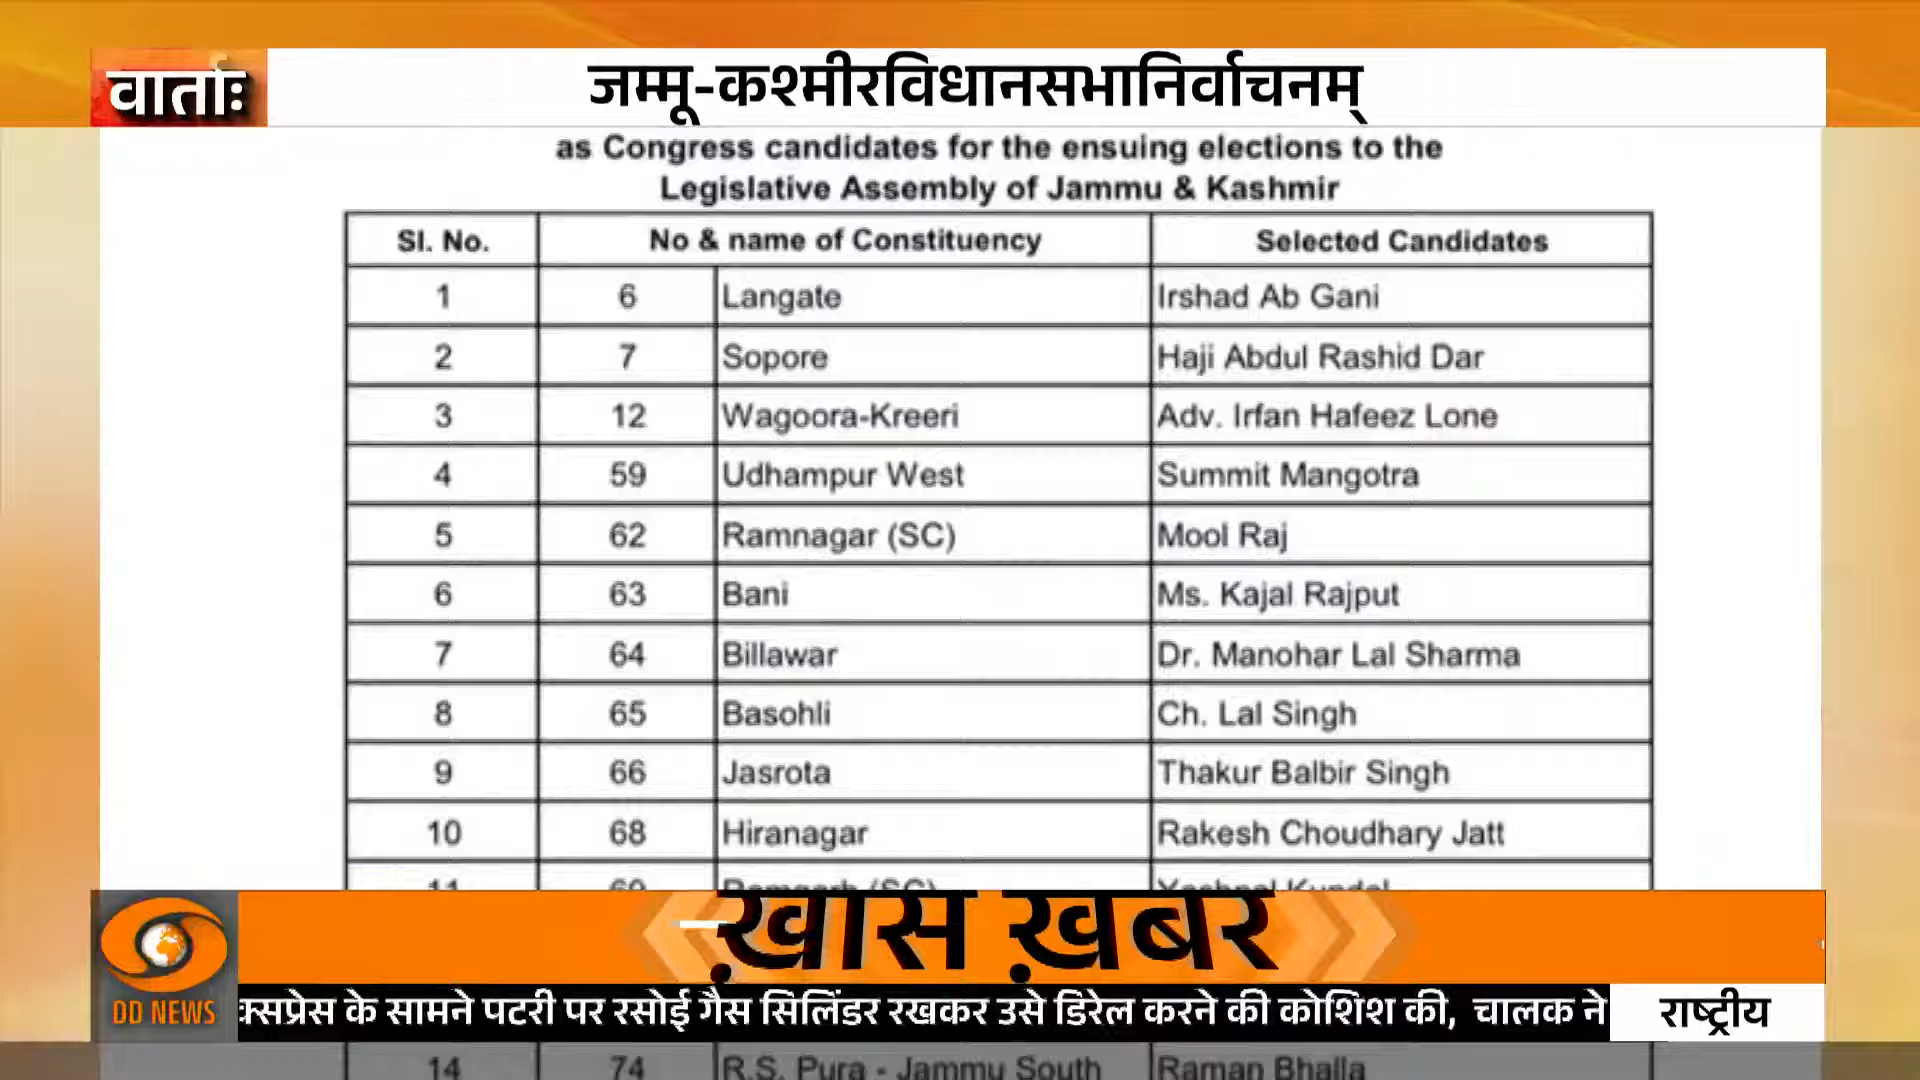 वार्ताः
जम्मू-कश्मीरविधानसभानिर्वाचनम्
as Congress candidates for the ensuing elections to the
Legislative Assembly of Jammu & Kashmir
Sl. No. No & name of Constituency Selected Candidates
1 6 Langate Irshad Ab Gani
2 7 Sopore Haji Abdul Rashid Dar
3 12 Wagoora-Kreeri Adv. Irfan Hafeez Lone
4 59 Udhampur West Summit Mangotra
5 62 Ramnagar (SC) Mool Raj
6 63 Bani Ms. Kajal Rajput
7 64 Billawar Dr. Manohar Lal Sharma
8 65 Basohli Ch. Lal Singh
9 66 Jasrota Thakur Balbir Singh
10 68 Hiranagar Rakesh Choudhary Jatt
ख़ास ख़बर
DD NEWS
क्सप्रेस के सामने पटरी पर रसोई गैस सिलिंडर रखकर उसे डिरेल करने की कोशिश की, चालक ने
राष्ट्रीय
14 74 R.S. Pura - Jammu South Raman Bhalla